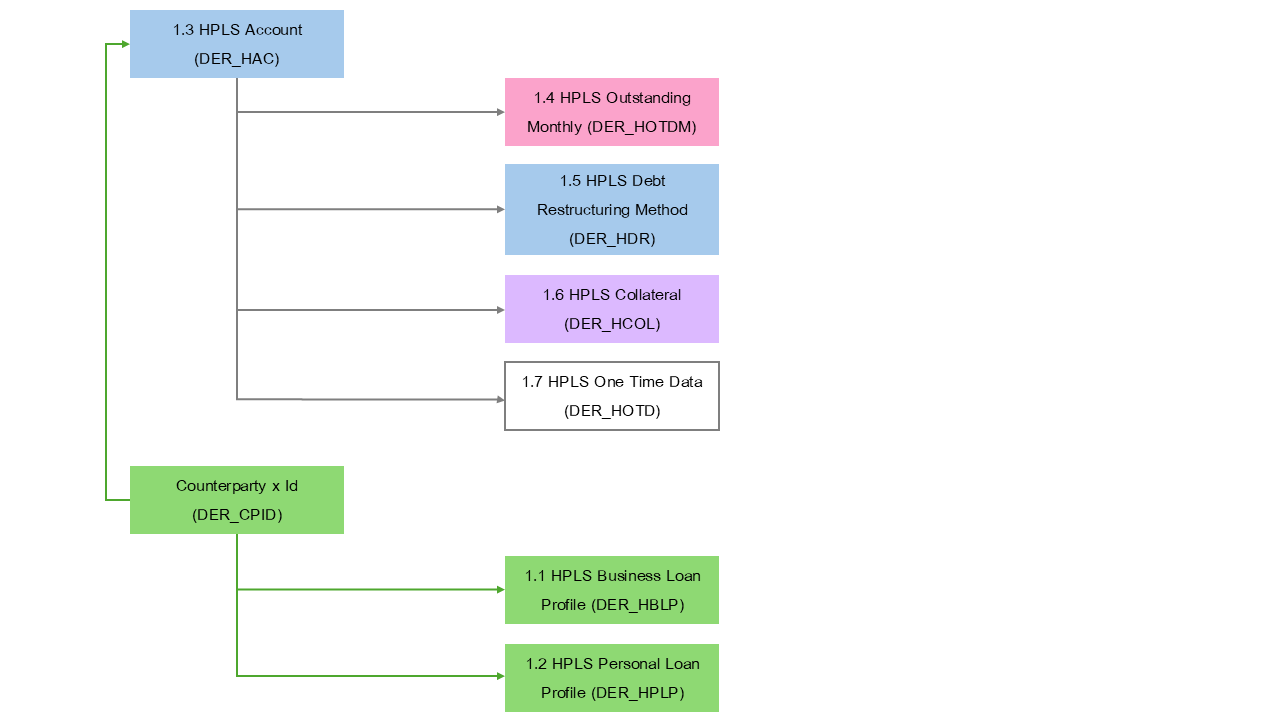 1.3 HPLS Account
(DER_HAC)
1.4 HPLS Outstanding
Monthly (DER_HOTDM)
1.5 HPLS Debt
Restructuring Method
(DER_HDR)
1.6 HPLS Collateral
(DER_HCOL)
1.7 HPLS One Time Data
(DER_HOTD)
Counterparty x Id
(DER_CPID)
1.1 HPLS Business Loan
Profile (DER_HBLP)
1.2 HPLS Personal Loan
Profile (DER_HPLP)